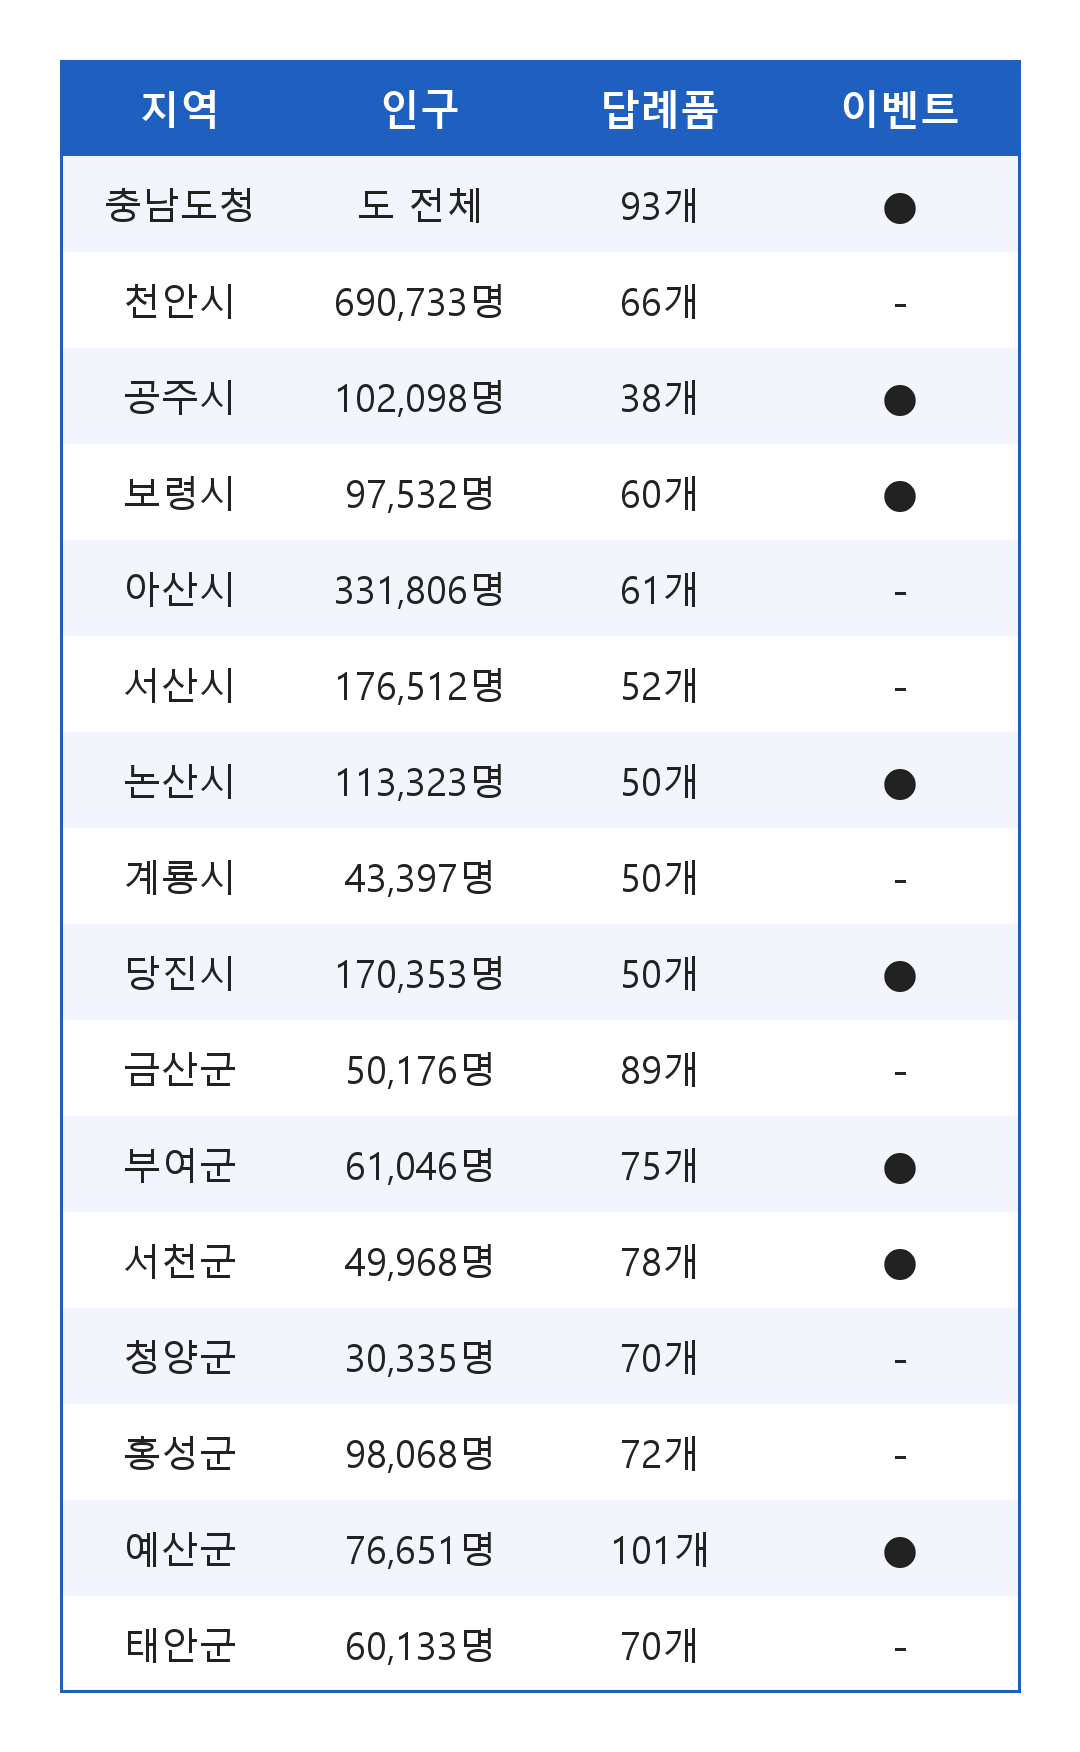 지역 인구 답례품 이벤트
충남도청 도 전체 93개 ●
천안시 690,733명 66개 -
공주시 102,098명 38개 ●
보령시 97,532명 60개 ●
아산시 331,806명 61개 -
서산시 176,512명 52개 -
논산시 113,323명 50개 ●
계룡시 43,397명 50개 -
당진시 170,353명 50개 ●
금산군 50,176명 89개 -
부여군 61,046명 75개 ●
서천군 49,968명 78개 ●
청양군 30,335명 70개 -
홍성군 98,068명 72개 -
예산군 76,651명 101개 ●
태안군 60,133명 70개 -